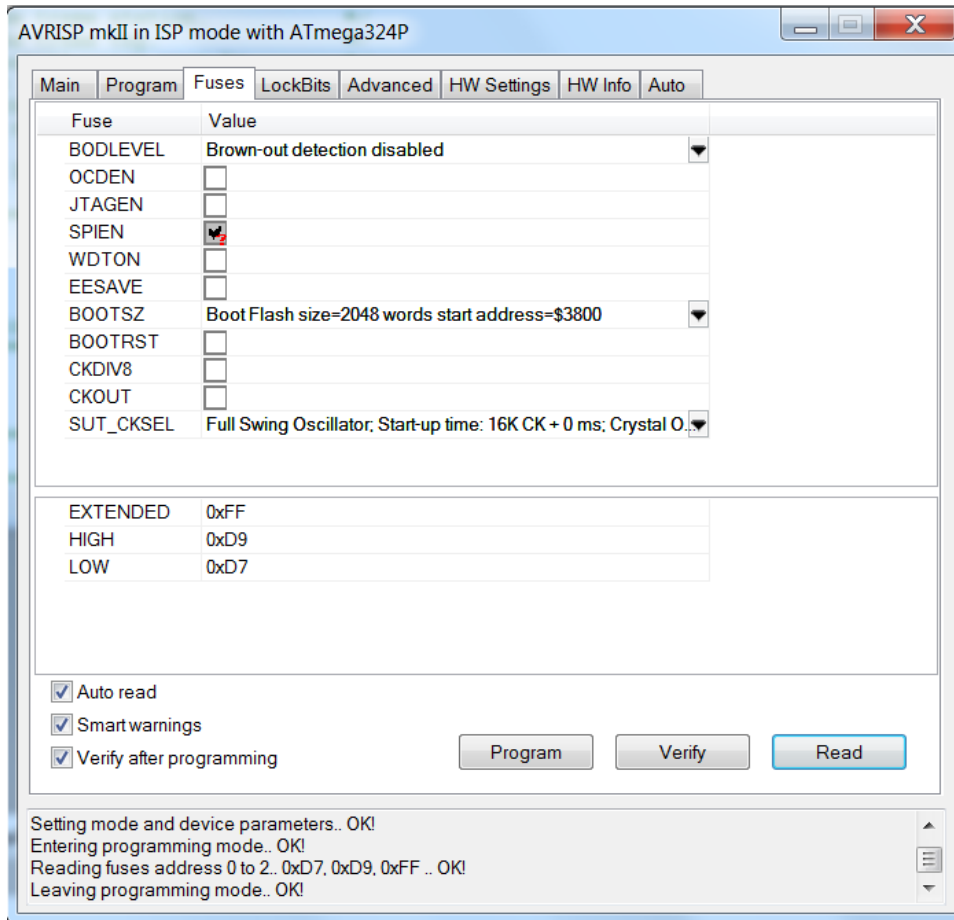 AVRISP mkII in ISP mode with ATmega324P
Main Program Fuses LockBits Advanced HW Settings HW Info Auto
Fuse Value
BODLEVEL Brown-out detection disabled
OCDEN
JTAGEN
SPIEN
WDTON
EESAVE
BOOTSZ Boot Flash size=2048 words start address=$3800
BOOTRST
CKDIV8
CKOUT
SUT_CKSEL Full Swing Oscillator; Start-up time: 16K CK + 0 ms; Crystal O...
EXTENDED 0xFF
HIGH 0xD9
LOW 0xD7
Auto read
Smart warnings
Verify after programming
Program Verify Read
Setting mode and device parameters.. OK!
Entering programming mode.. OK!
Reading fuses address 0 to 2.. 0xD7, 0xD9, 0xFF .. OK!
Leaving programming mode.. OK!